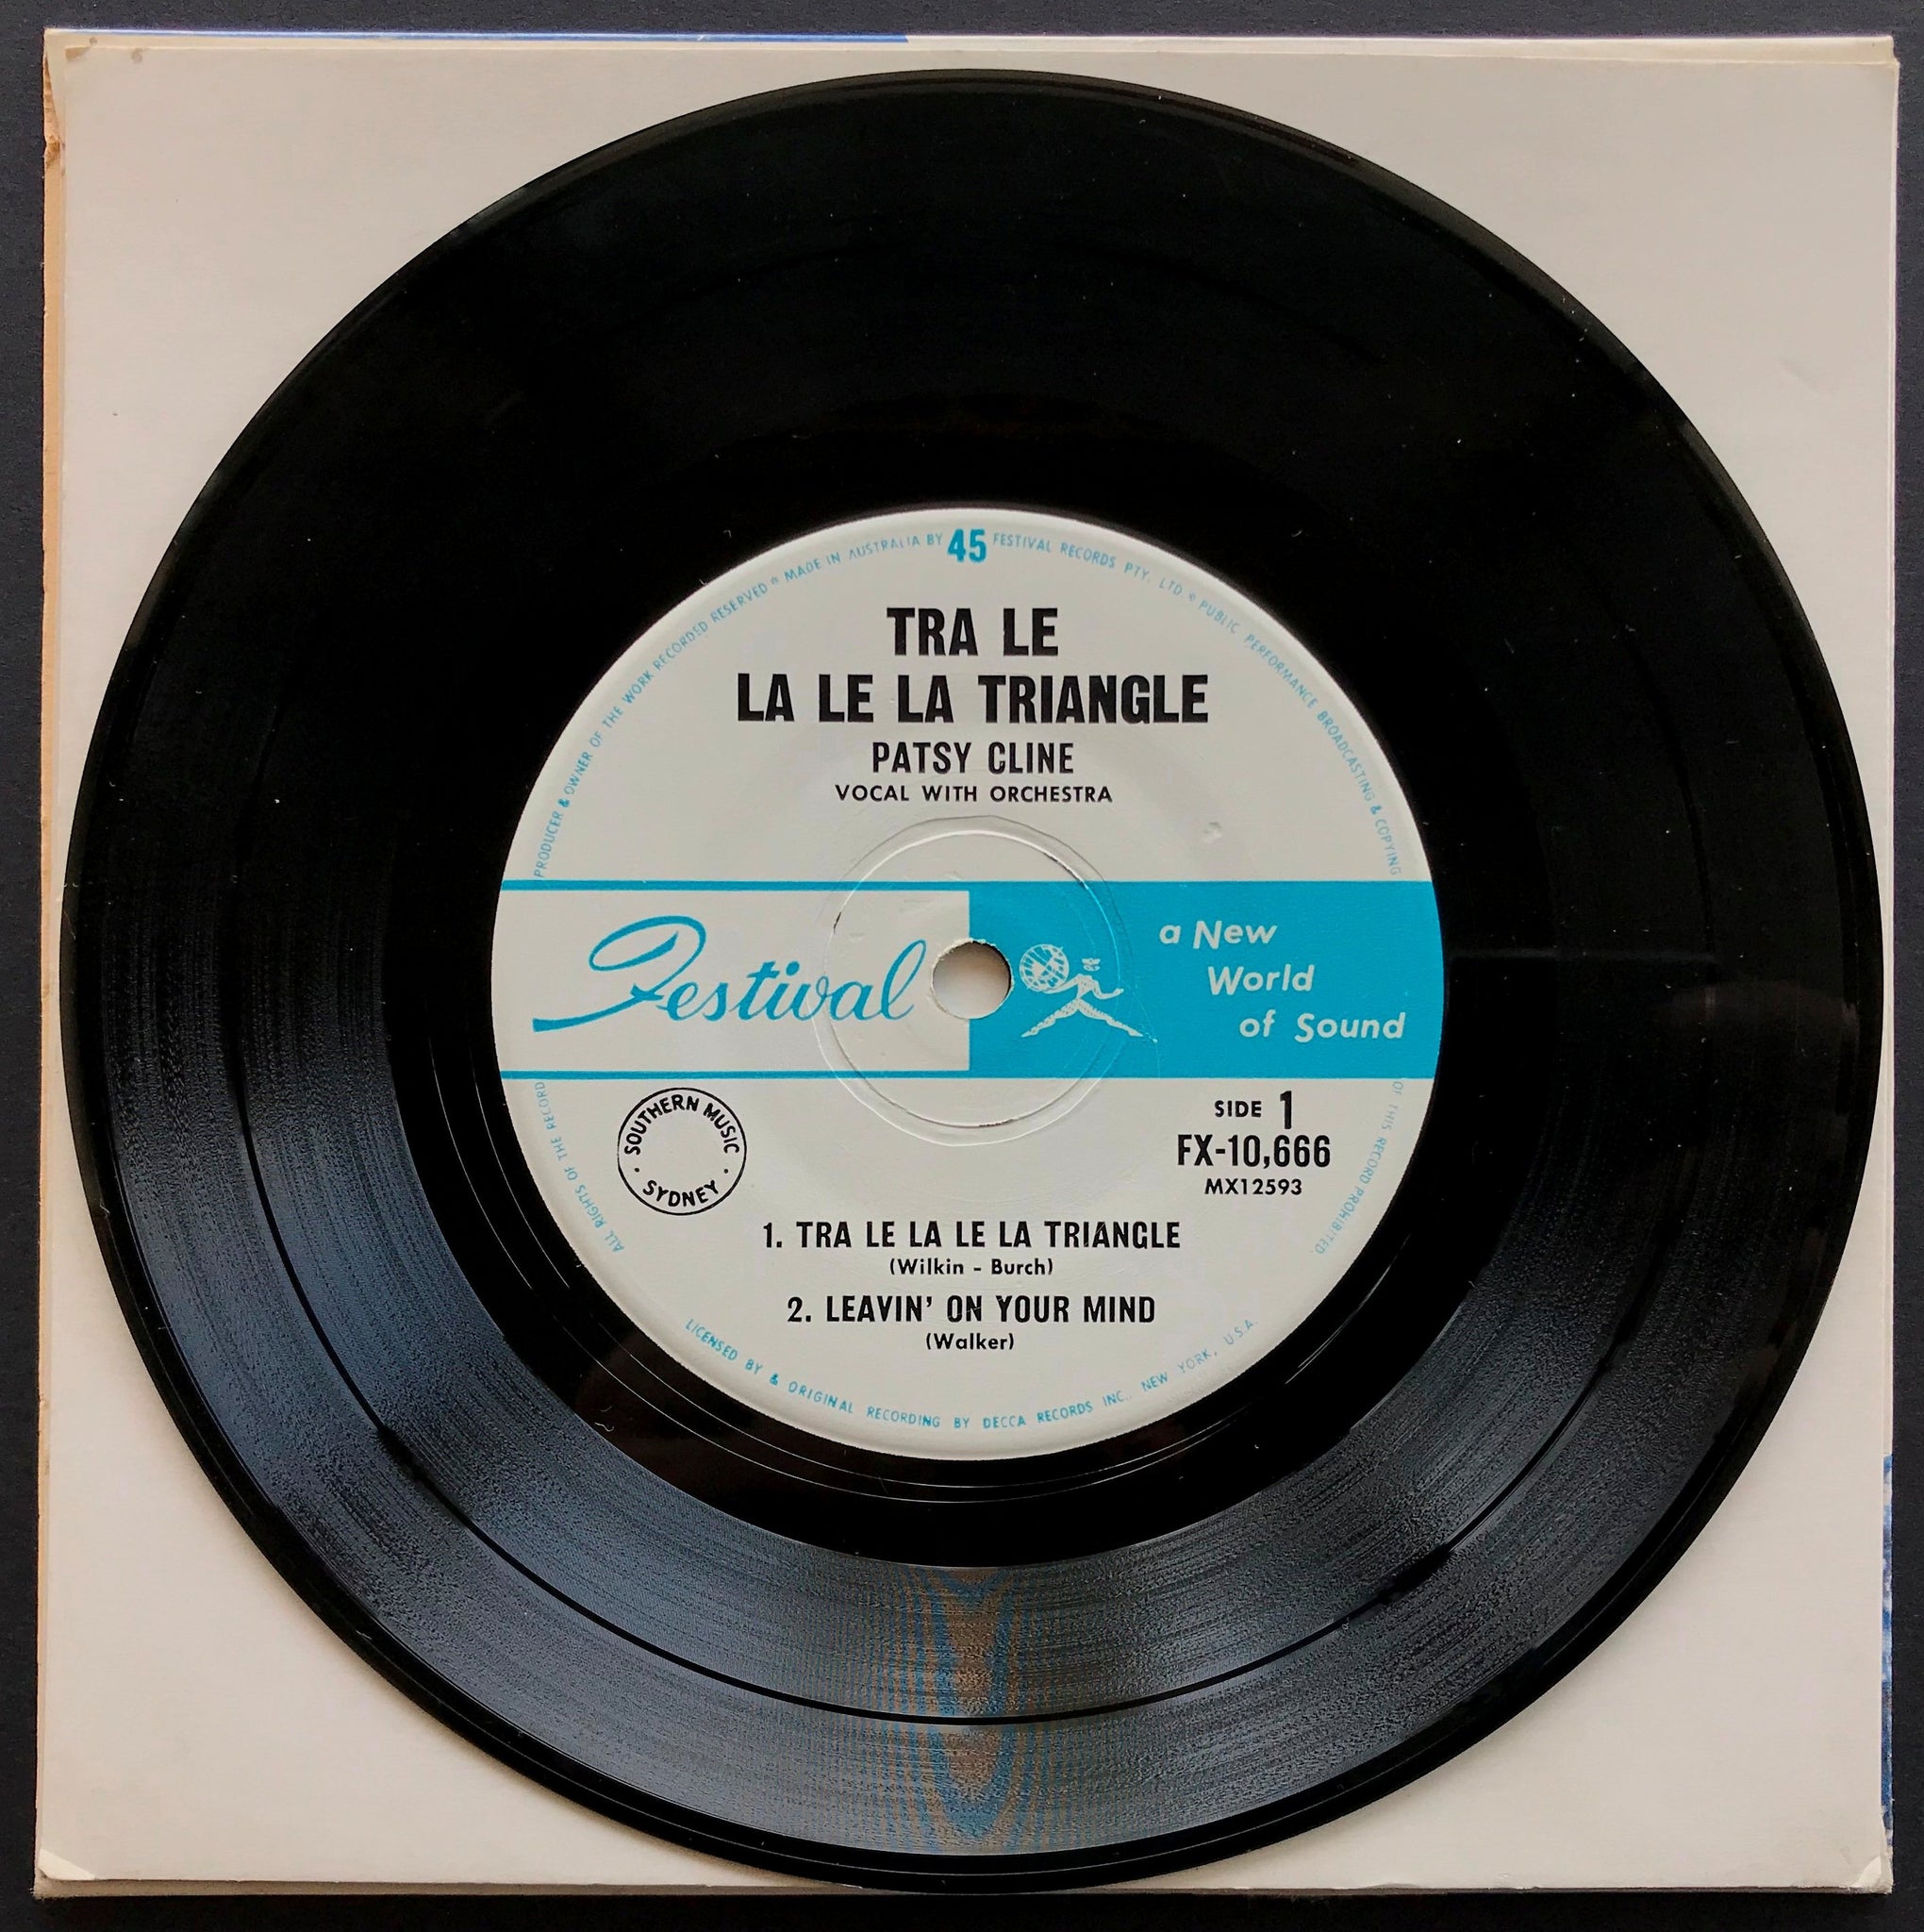 PRODUCER & OWNER OF THE WORK RECORDED RESERVED ® MADE IN AUSTRALIA BY 45 FESTIVAL RECORDS PTY. LTD. ® PUBLIC PERFORMANCE BROADCASTING & COPYING
TRA LE
LA LE LA TRIANGLE
PATSY CLINE
VOCAL WITH ORCHESTRA
Festival
a New
World
of Sound
SOUTHERN MUSIC
· SYDNEY ·
SIDE 1
FX-10,666
MX12593
1. TRA LE LA LE LA TRIANGLE
(Wilkin - Burch)
2. LEAVIN' ON YOUR MIND
(Walker)
ALL RIGHTS OF THE RECORD
OF THIS RECORD PROHIBITED.
LICENSED BY & ORIGINAL RECORDING BY DECCA RECORDS INC., NEW YORK, U.S.A.